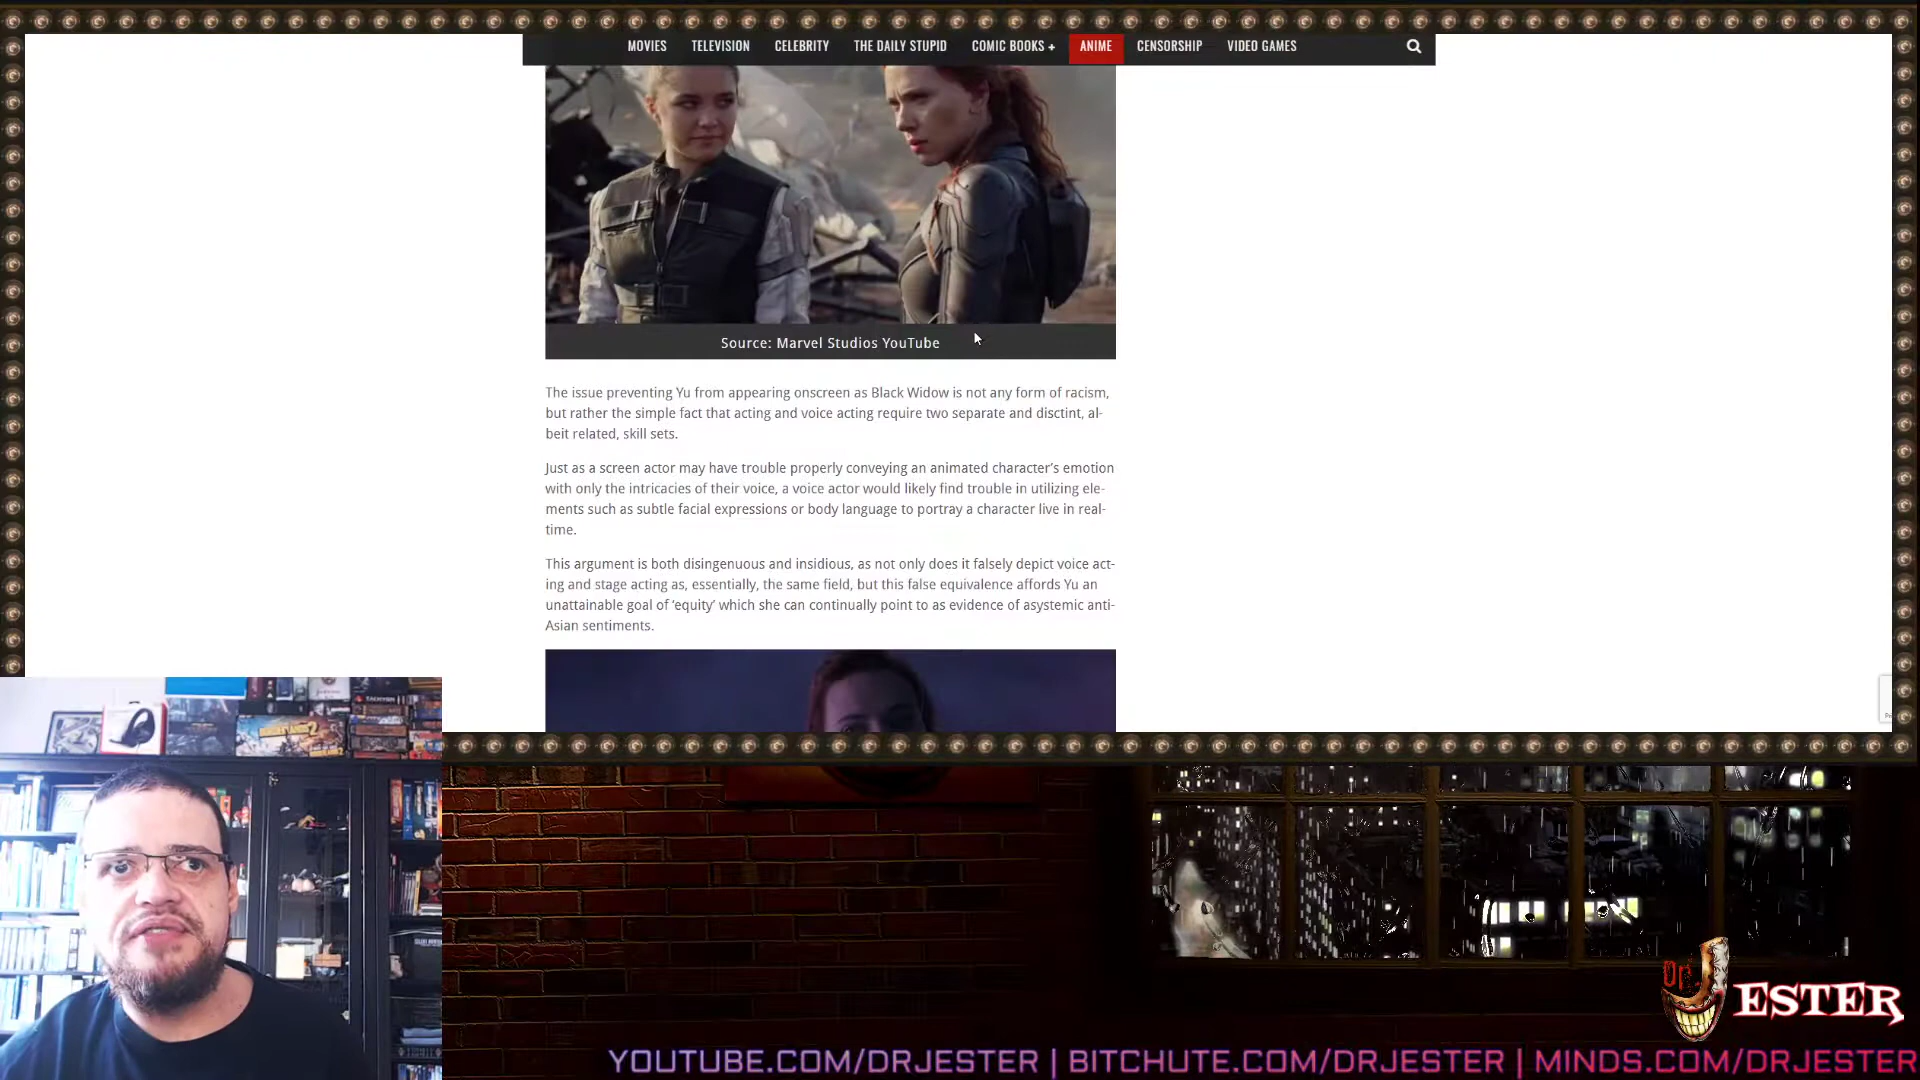 MOVIES TELEVISION CELEBRITY THE DAILY STUPID COMIC BOOKS + ANIME CENSORSHIP VIDEO GAMES
Source: Marvel Studios YouTube
The issue preventing Yu from appearing onscreen as Black Widow is not any form of racism,
but rather the simple fact that acting and voice acting require two separate and disctint, al-
beit related, skill sets.
Just as a screen actor may have trouble properly conveying an animated character's emotion
with only the intricacies of their voice, a voice actor would likely find trouble in utilizing ele-
ments such as subtle facial expressions or body language to portray a character live in real-
time.
This argument is both disingenuous and insidious, as not only does it falsely depict voice act-
ing and stage acting as, essentially, the same field, but this false equivalence affords Yu an
unattainable goal of ‘equity’ which she can continually point to as evidence of asystemic anti-
Asian sentiments.
Dr. JESTER
YOUTUBE.COM/DRJESTER | BITCHUTE.COM/DRJESTER | MINDS.COM/DRJESTER